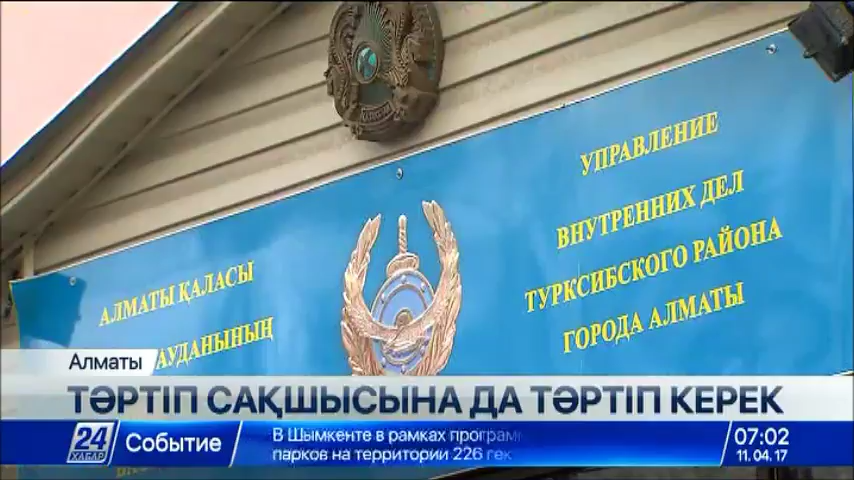 УПРАВЛЕНИЕ
ВНУТРЕННИХ ДЕЛ
ТУРКСИБСКОГО РАЙОНА
ГОРОДА АЛМАТЫ
АЛМАТЫ ҚАЛАСЫ
АУДАНЫНЫҢ
Алматы
ТӘРТІП САҚШЫСЫНА ДА ТӘРТІП КЕРЕК
24
ХАБАР
Событие
В Шымкенте в рамках програм
парков на территории 226 гек
07:02
11.04.17